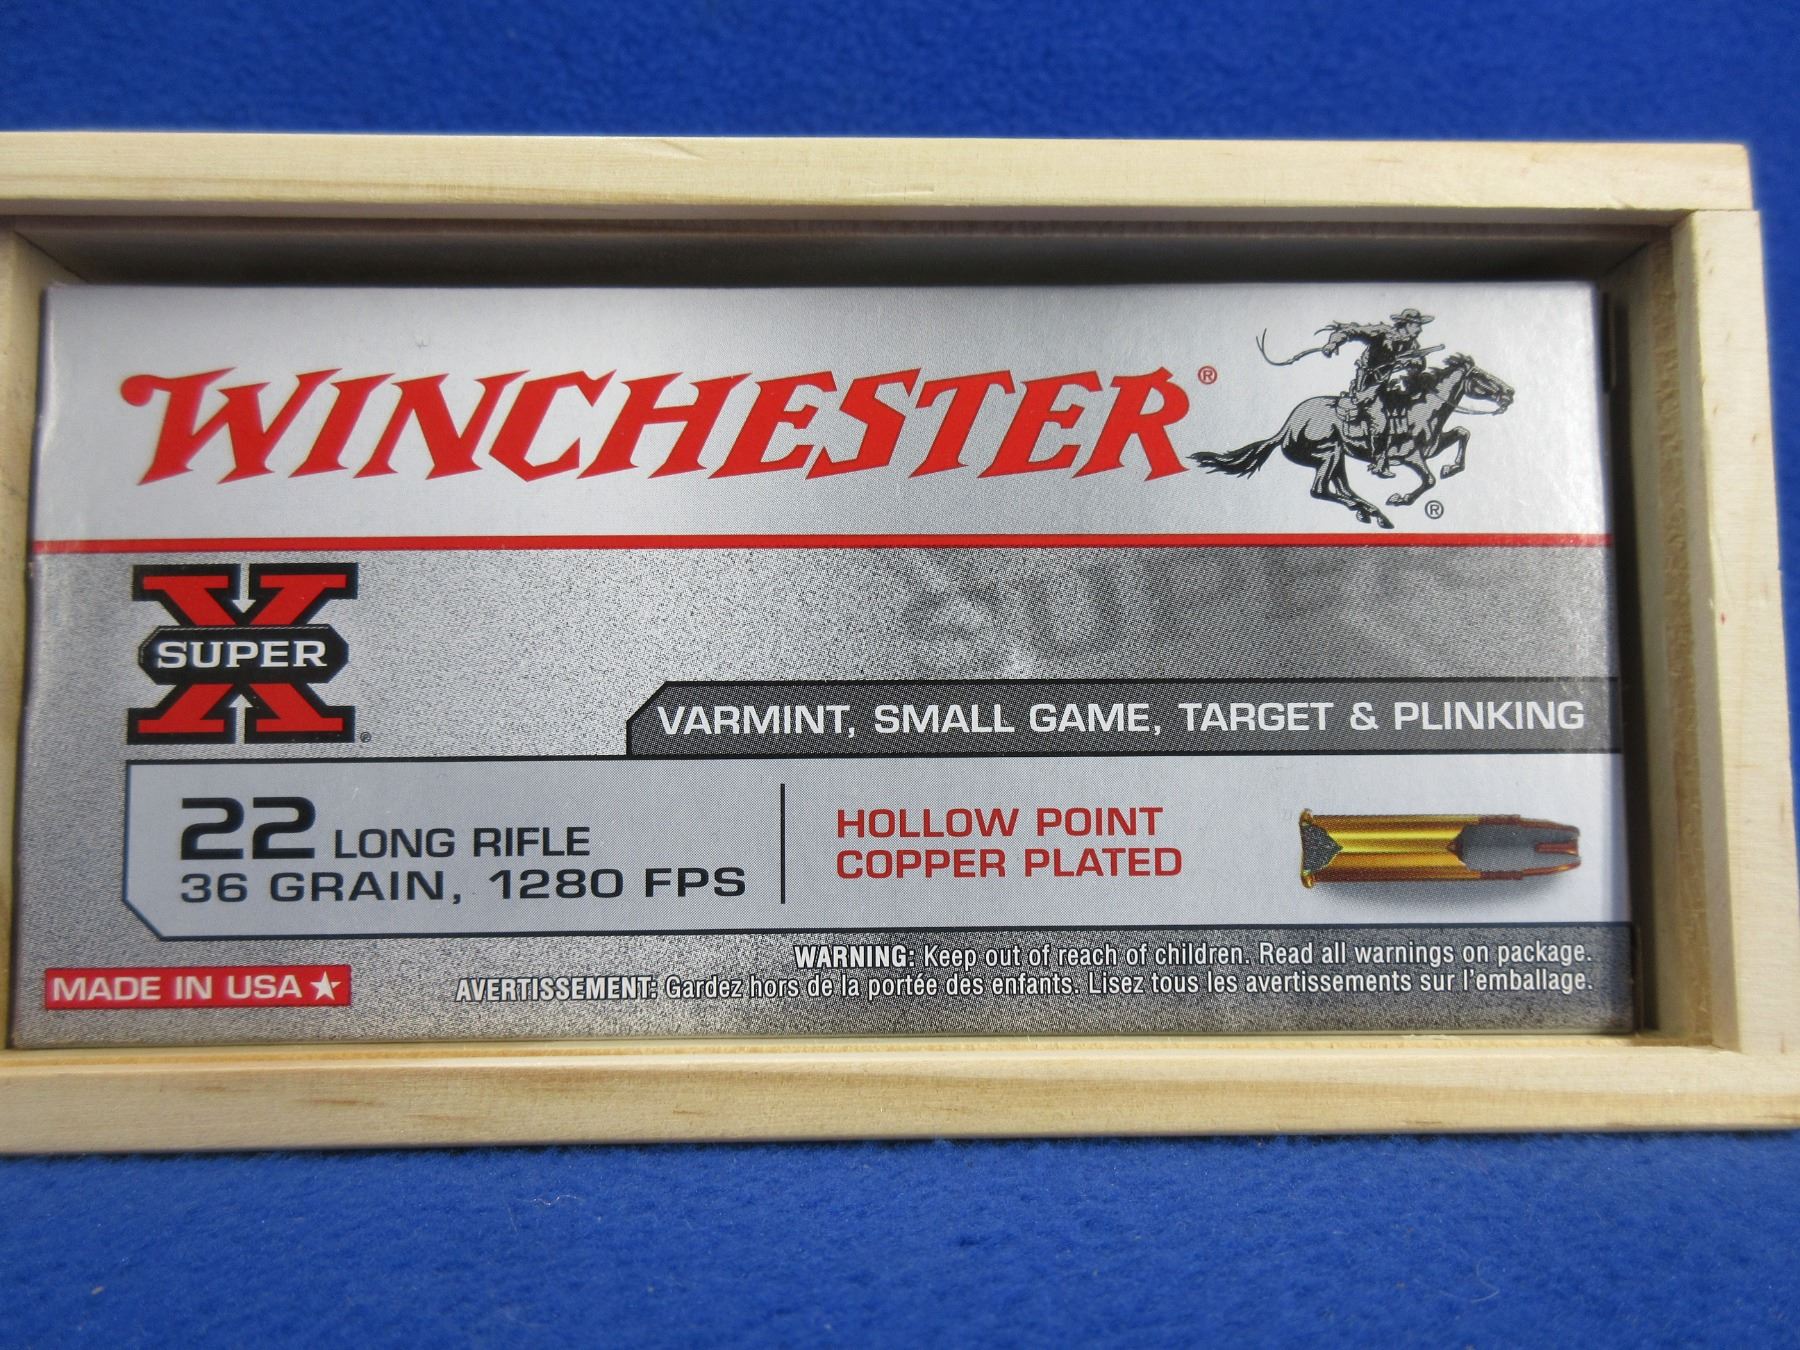 WINCHESTER®
®
X
SUPER
®
VARMINT, SMALL GAME, TARGET & PLINKING
22 LONG RIFLE
36 GRAIN, 1280 FPS
HOLLOW POINT
COPPER PLATED
WARNING: Keep out of reach of children. Read all warnings on package.
MADE IN USA
AVERTISSEMENT: Gardez hors de la portée des enfants. Lisez tous les avertissements sur l'emballage.